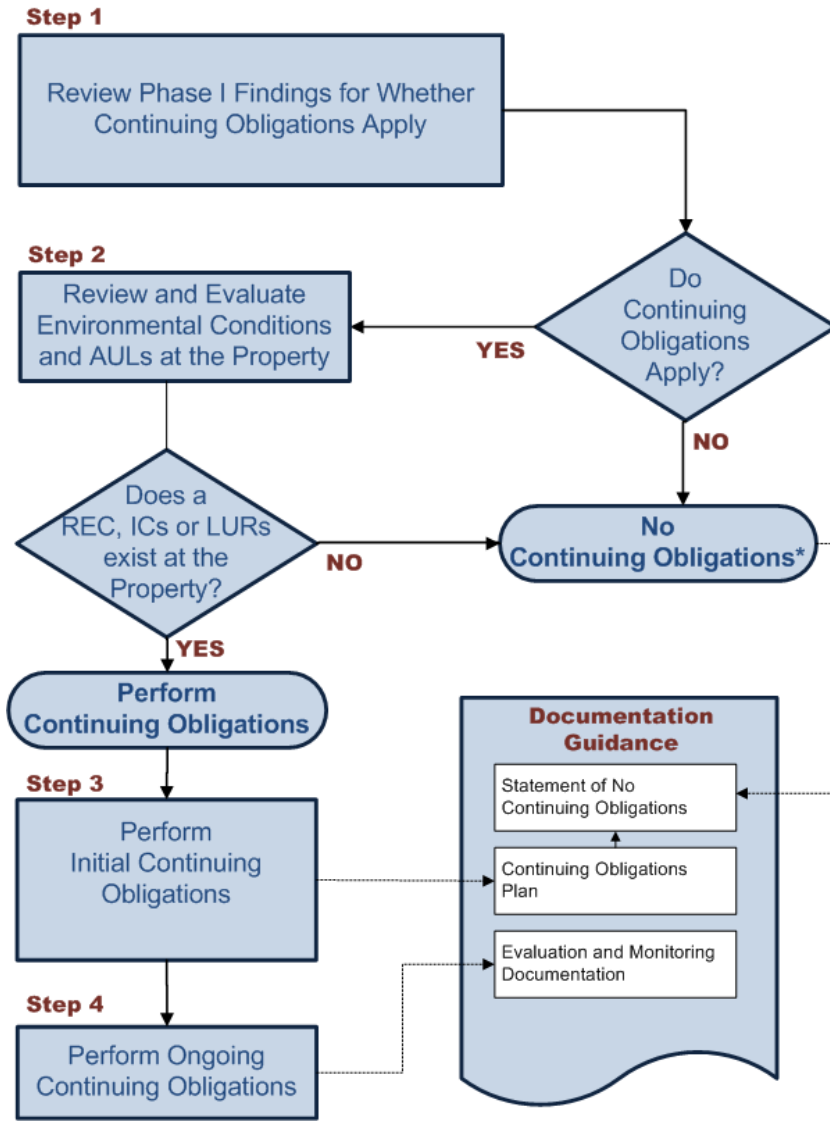 Step 1
Review Phase I Findings for Whether
Continuing Obligations Apply
Do
Continuing
Obligations
Apply?
YES
NO
Step 2
Review and Evaluate
Environmental Conditions
and AULs at the Property
Does a
REC, ICs or LURs
exist at the
Property?
NO
YES
No
Continuing Obligations*
Perform
Continuing Obligations
Step 3
Perform
Initial Continuing
Obligations
Step 4
Perform Ongoing
Continuing Obligations
Documentation
Guidance
Statement of No
Continuing Obligations
Continuing Obligations
Plan
Evaluation and Monitoring
Documentation